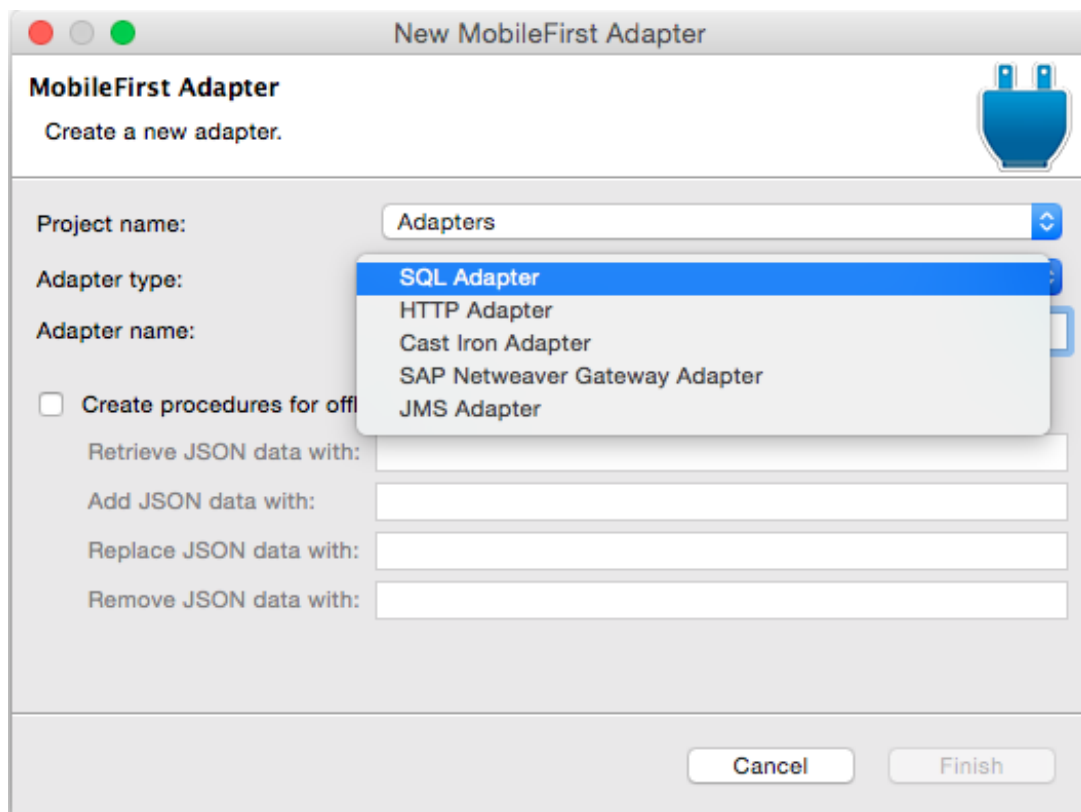 New MobileFirst Adapter
MobileFirst Adapter
Create a new adapter.
Project name: Adapters
Adapter type: SQL Adapter
HTTP Adapter
Adapter name: Cast Iron Adapter
SAP Netweaver Gateway Adapter
Create procedures for offl JMS Adapter
Retrieve JSON data with:
Add JSON data with:
Replace JSON data with:
Remove JSON data with:
Cancel Finish